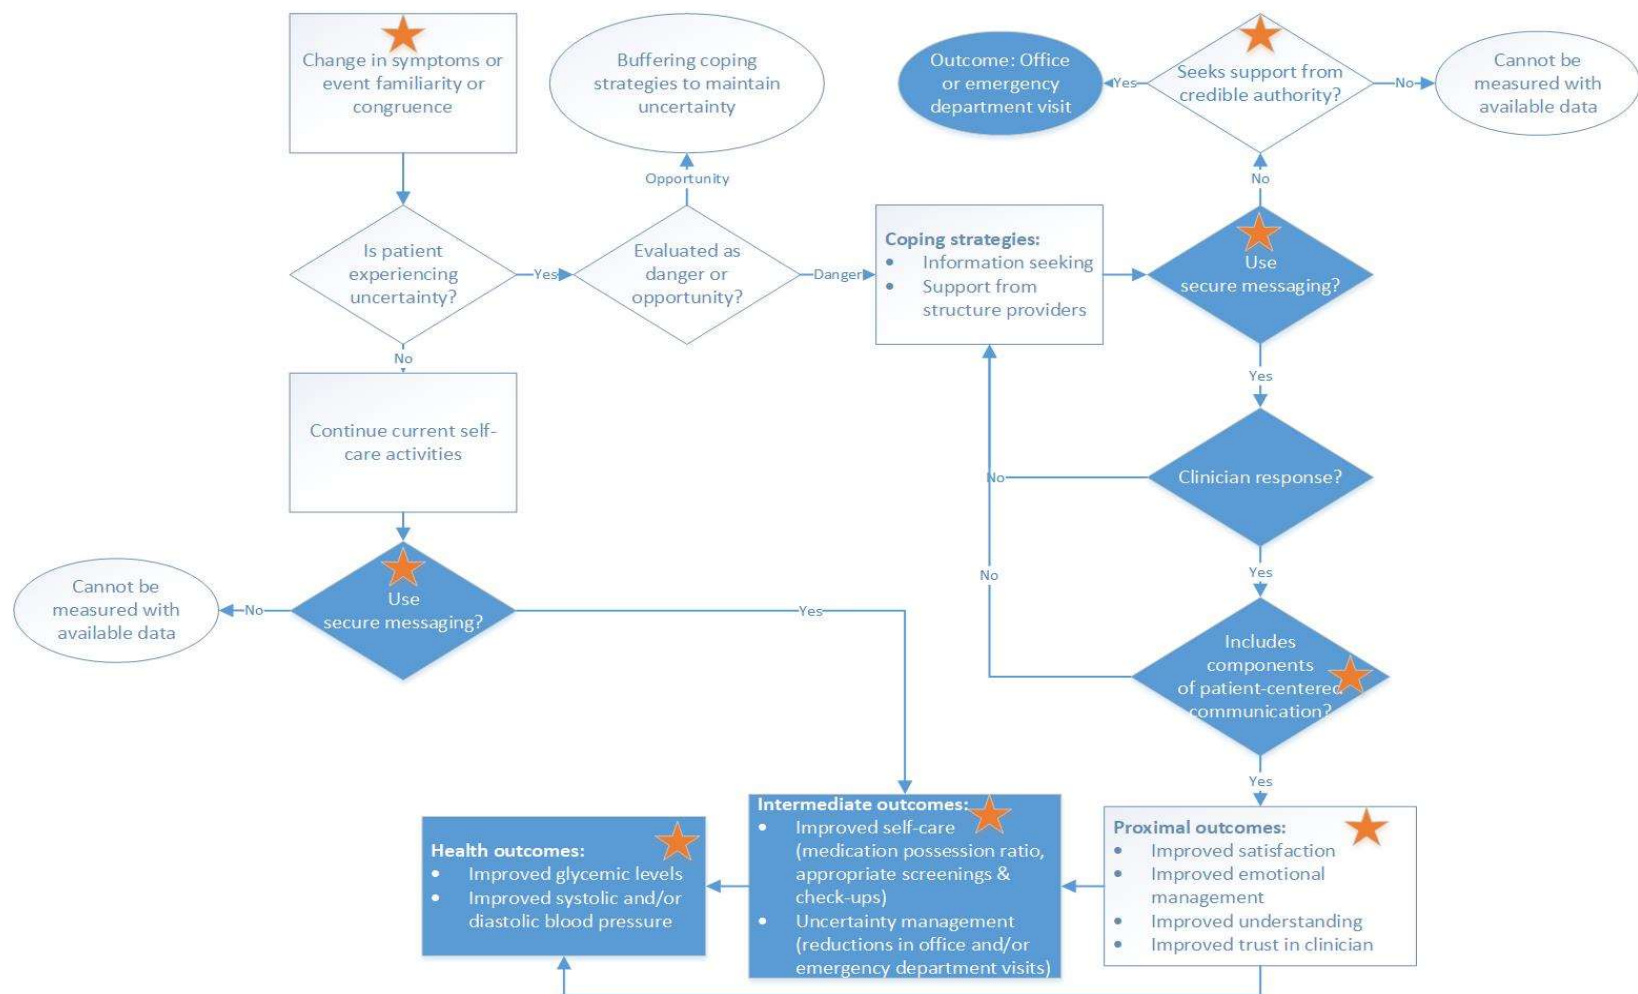 Change in symptoms or
event familiarity or
congruence
Buffering coping
strategies to maintain
uncertainty
Outcome: Office
or emergency
department visit
Yes
Seeks support from
credible authority?
No
Cannot be
measured with
available data
Opportunity
No
Is patient
experiencing
uncertainty?
Yes
Evaluated as
danger or
opportunity?
Danger
Coping strategies:
• Information seeking
• Support from
structure providers
Use
secure messaging?
No
Yes
Continue current self-
care activities
Clinician response?
No
Yes
No
Cannot be
measured with
available data
No
Use
secure messaging?
Yes
Includes
components
of patient-centered
communication?
Yes
Health outcomes:
• Improved glycemic levels
• Improved systolic and/or
diastolic blood pressure
Intermediate outcomes:
• Improved self-care
(medication possession ratio,
appropriate screenings &
check-ups)
• Uncertainty management
(reductions in office and/or
emergency department visits)
Proximal outcomes:
• Improved satisfaction
• Improved emotional
management
• Improved understanding
• Improved trust in clinician